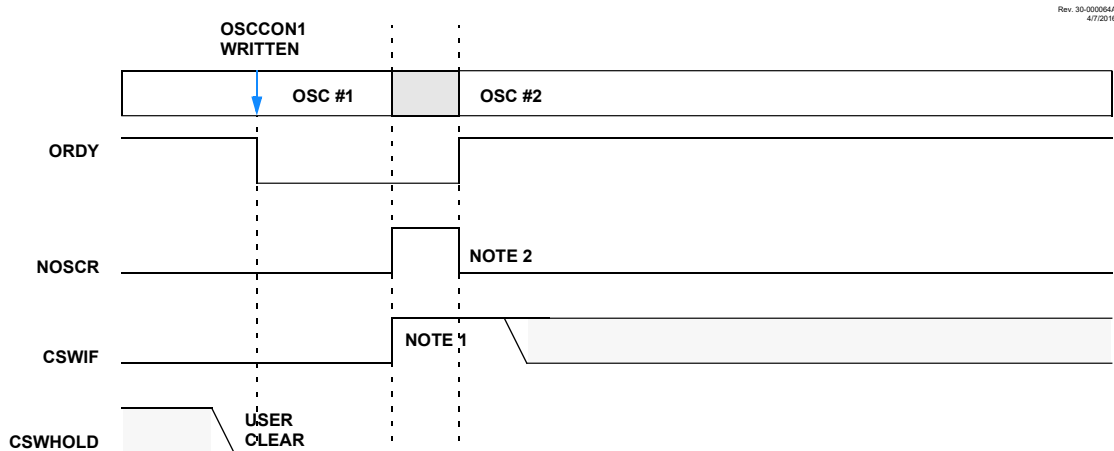 Rev. 30-000064A
4/7/2016
OSCCON1
WRITTEN
OSC #1
OSC #2
ORDY
NOSCR
NOTE 2
CSWIF
NOTE 1
CSWHOLD
USER
CLEAR